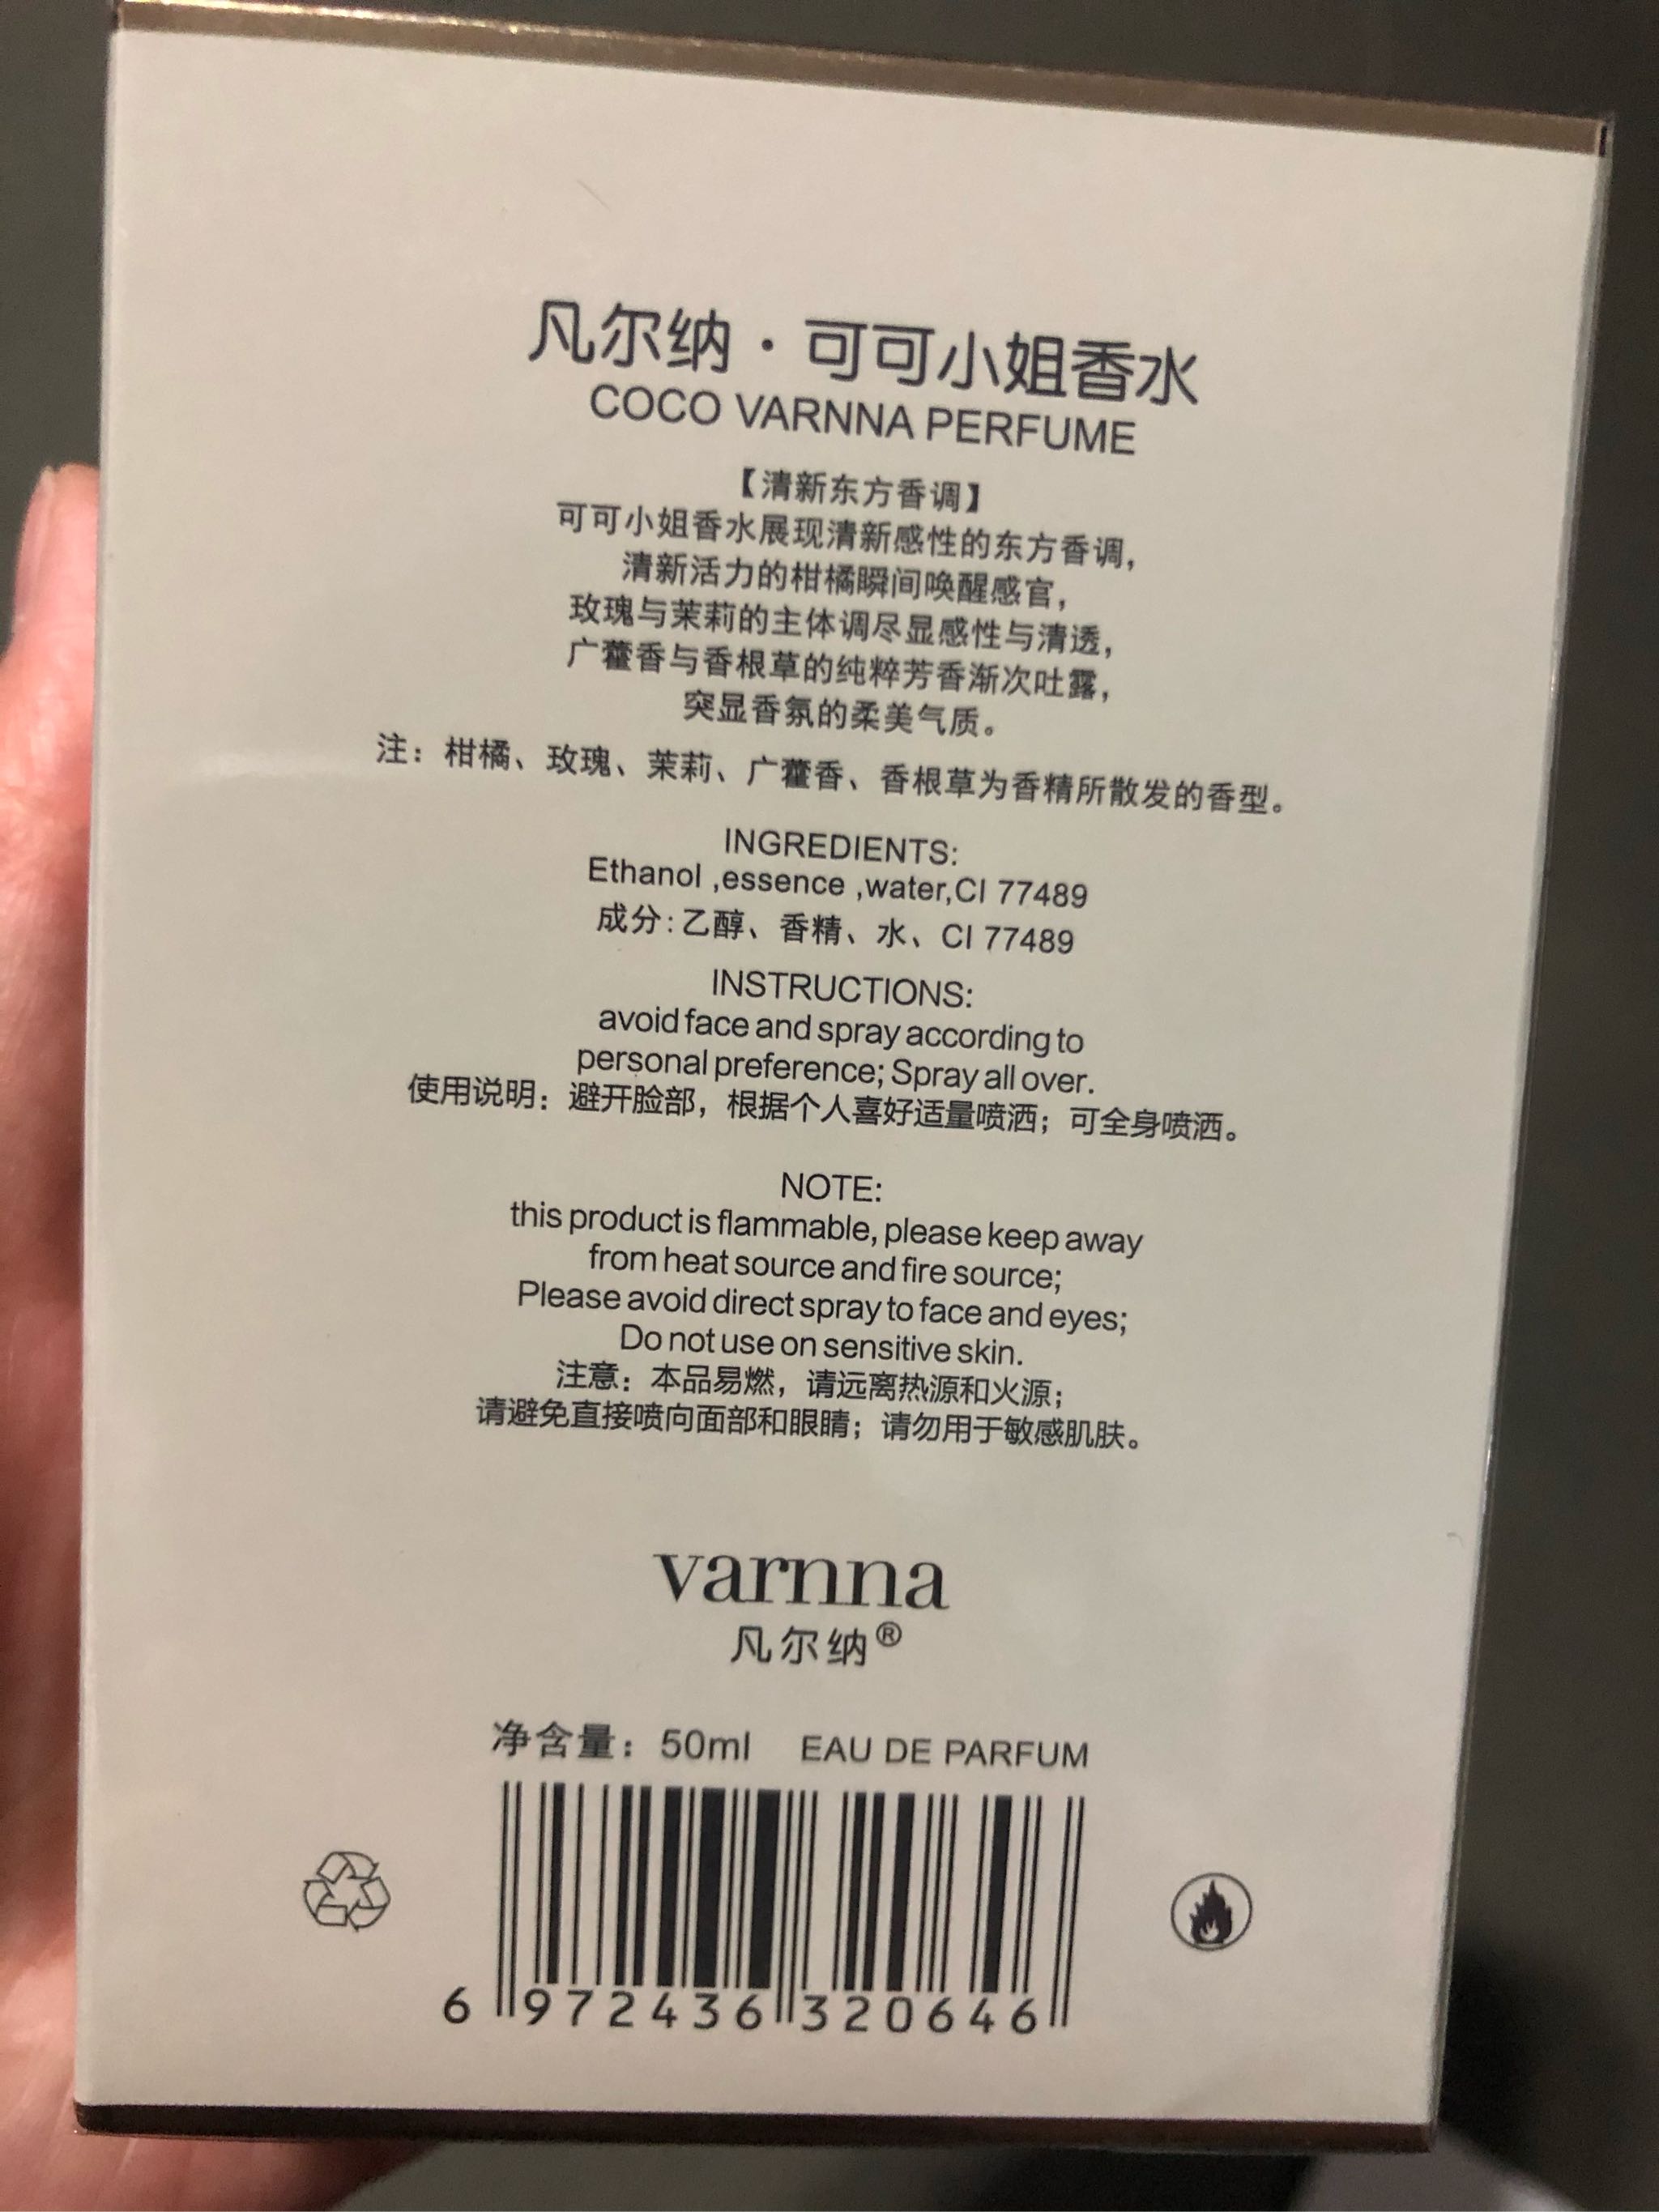 凡尔纳·可可小姐香水
COCO VARNNA PERFUME
【清新东方香调】
可可小姐香水展现清新感性的东方香调,
清新活力的柑橘瞬间唤醒感官,
玫瑰与茉莉的主体调尽显感性与清透,
广藿香与香根草的纯粹芳香渐次吐露,
突显香氛的柔美气质。
注：柑橘、玫瑰、茉莉、广藿香、香根草为香精所散发的香型。
INGREDIENTS:
Ethanol ,essence ,water,CI 77489
成分:乙醇、香精、水、CI 77489
INSTRUCTIONS:
avoid face and spray according to
personal preference; Spray all over.
使用说明：避开脸部，根据个人喜好适量喷洒；可全身喷洒。
NOTE:
this product is flammable, please keep away
from heat source and fire source;
Please avoid direct spray to face and eyes;
Do not use on sensitive skin.
注意：本品易燃，请远离热源和火源；
请避免直接喷向面部和眼睛；请勿用于敏感肌肤。
varnna
凡尔纳®
净含量：50ml EAU DE PARFUM
6 972436 320646